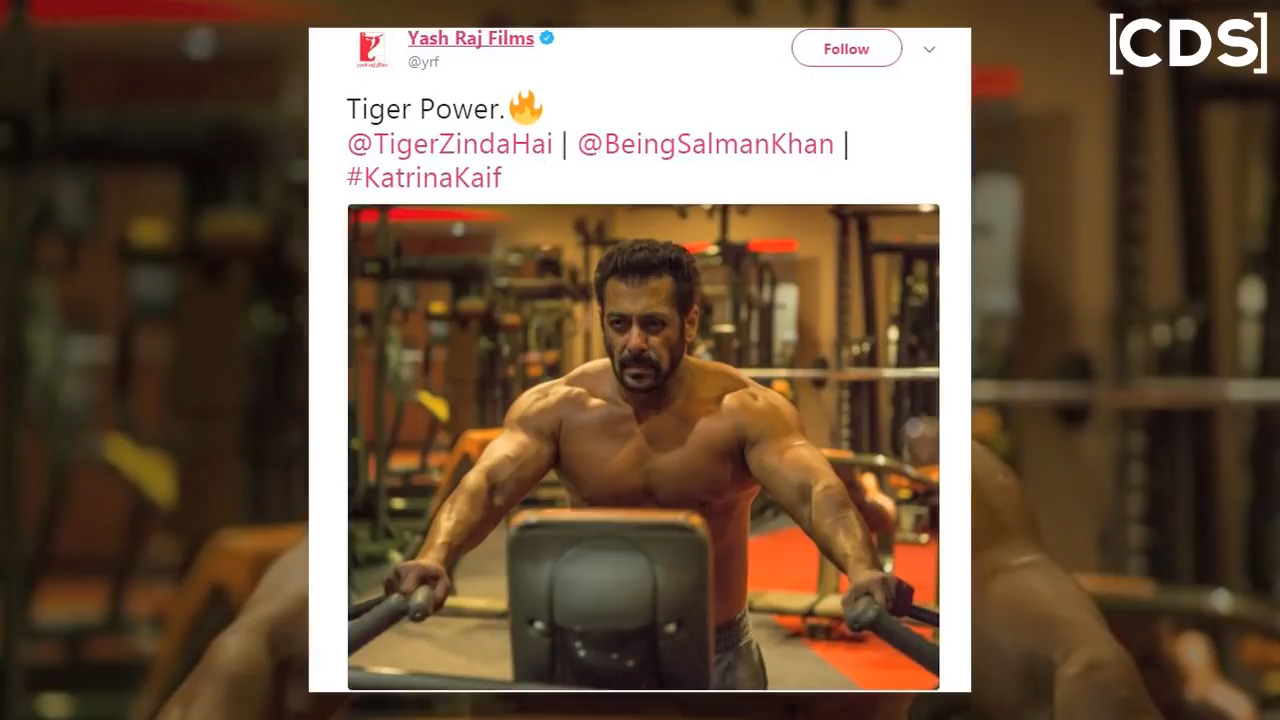 [CDS]
Yash Raj Films
@yrf
Follow
Tiger Power.🔥
@TigerZindaHai | @BeingSalmanKhan |
#KatrinaKaif